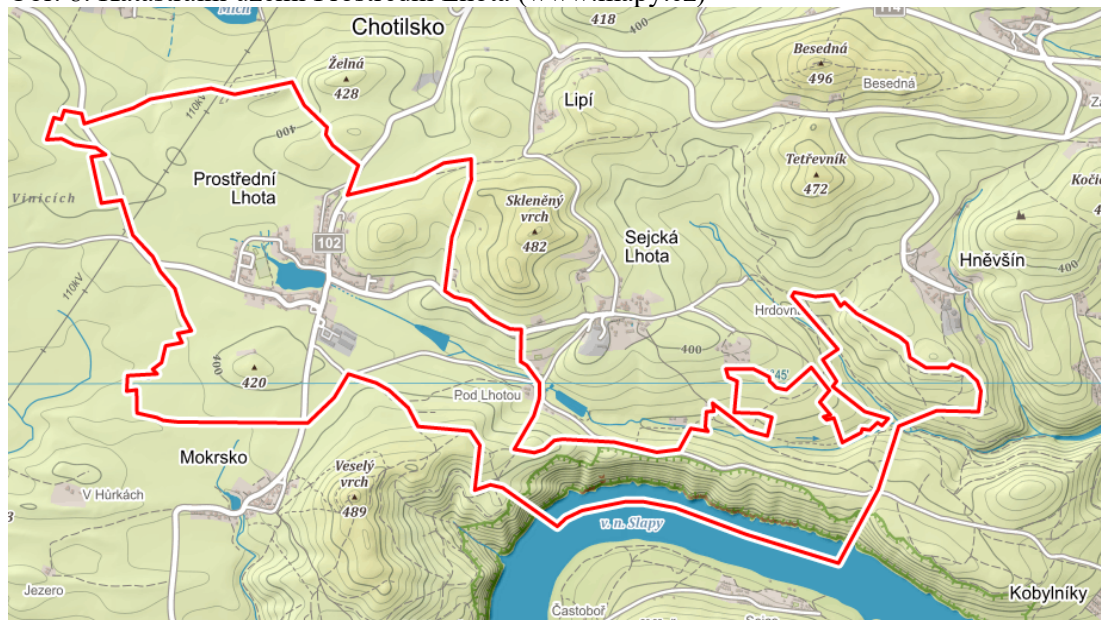 Chotilsko
418
Želná
428
Besedná
496
Besedná
110kV
Lipí
400
Tetřevník
472
Prostřední
Lhota
Vinicích
Skleněný
vrch
482
102
Sejcká
Lhota
Hněvšín
400
110kV
400
400
420
45'
Pod Lhotou
Mokrsko
V Hůrkách
Veselý
vrch
489
v. n. Slapy
Jezero
Častoboř
Kobylníky